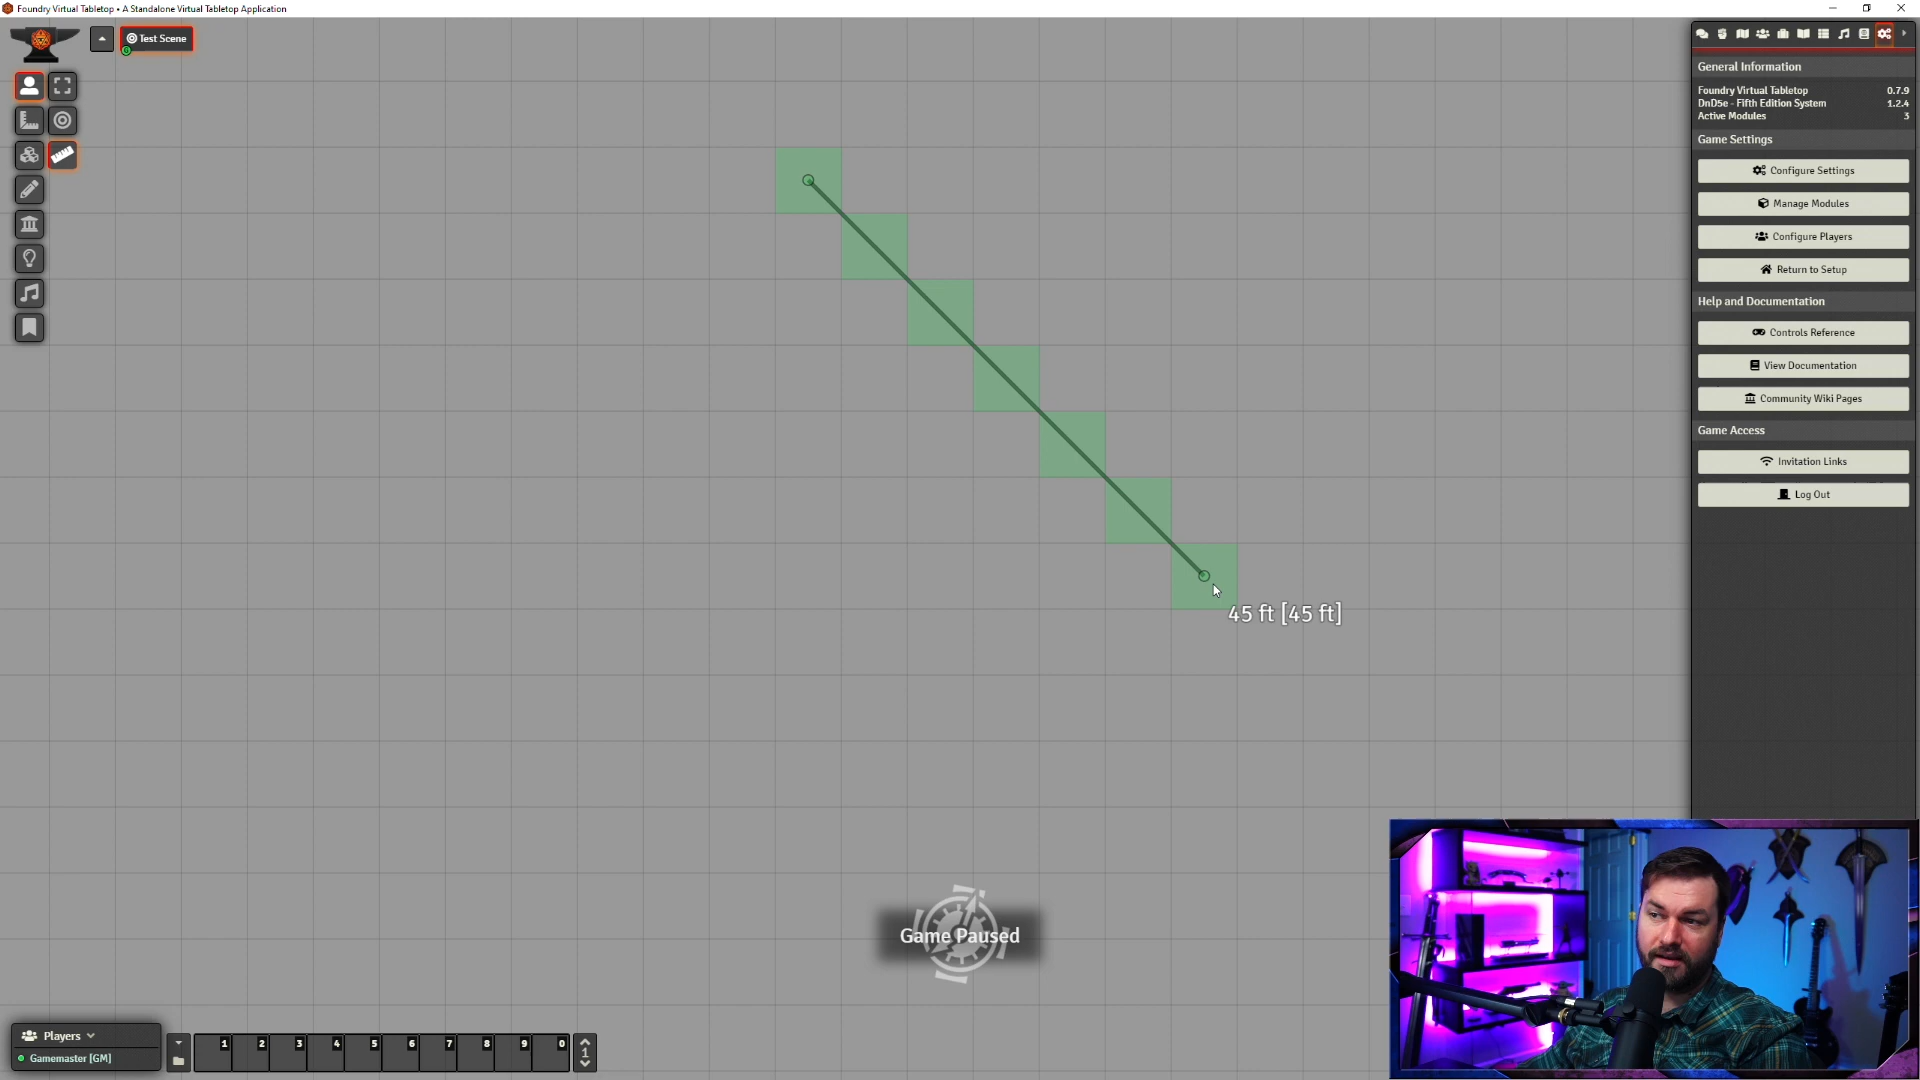 Foundry Virtual Tabletop • A Standalone Virtual Tabletop Application
Test Scene
G
45 ft [45 ft]
Game Paused
General Information
Foundry Virtual Tabletop 0.7.9
DnD5e - Fifth Edition System 1.2.4
Active Modules 3
Game Settings
Configure Settings
Manage Modules
Configure Players
Return to Setup
Help and Documentation
Controls Reference
View Documentation
Community Wiki Pages
Game Access
Invitation Links
Log Out
Players
Gamemaster [GM]
1 2 3 4 5 6 7 8 9 0
1